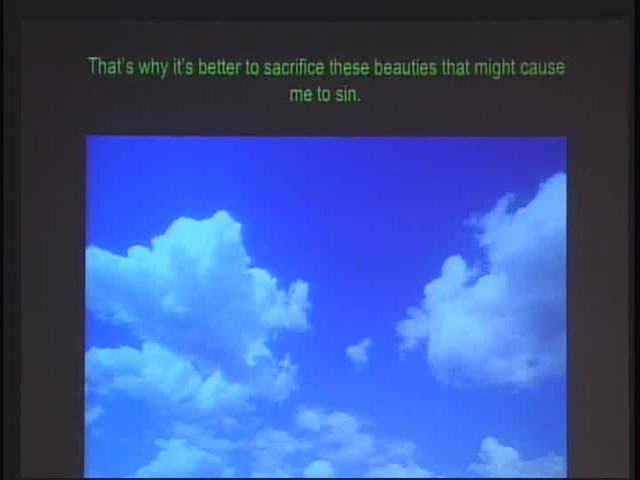 That's why it's better to sacrifice these beauties that might cause
me to sin.